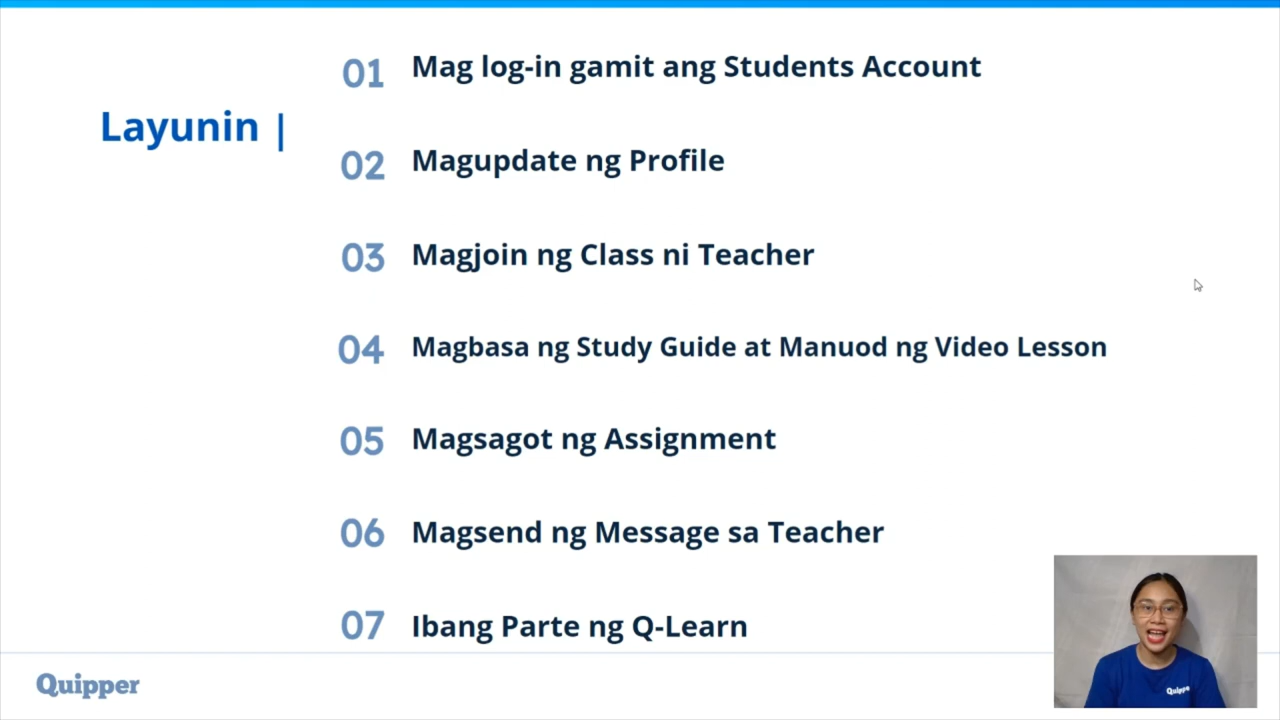 Layunin |
01 Mag log-in gamit ang Students Account
02 Magupdate ng Profile
03 Magjoin ng Class ni Teacher
04 Magbasa ng Study Guide at Manuod ng Video Lesson
05 Magsagot ng Assignment
06 Magsend ng Message sa Teacher
07 Ibang Parte ng Q-Learn
Quipper
Quipper